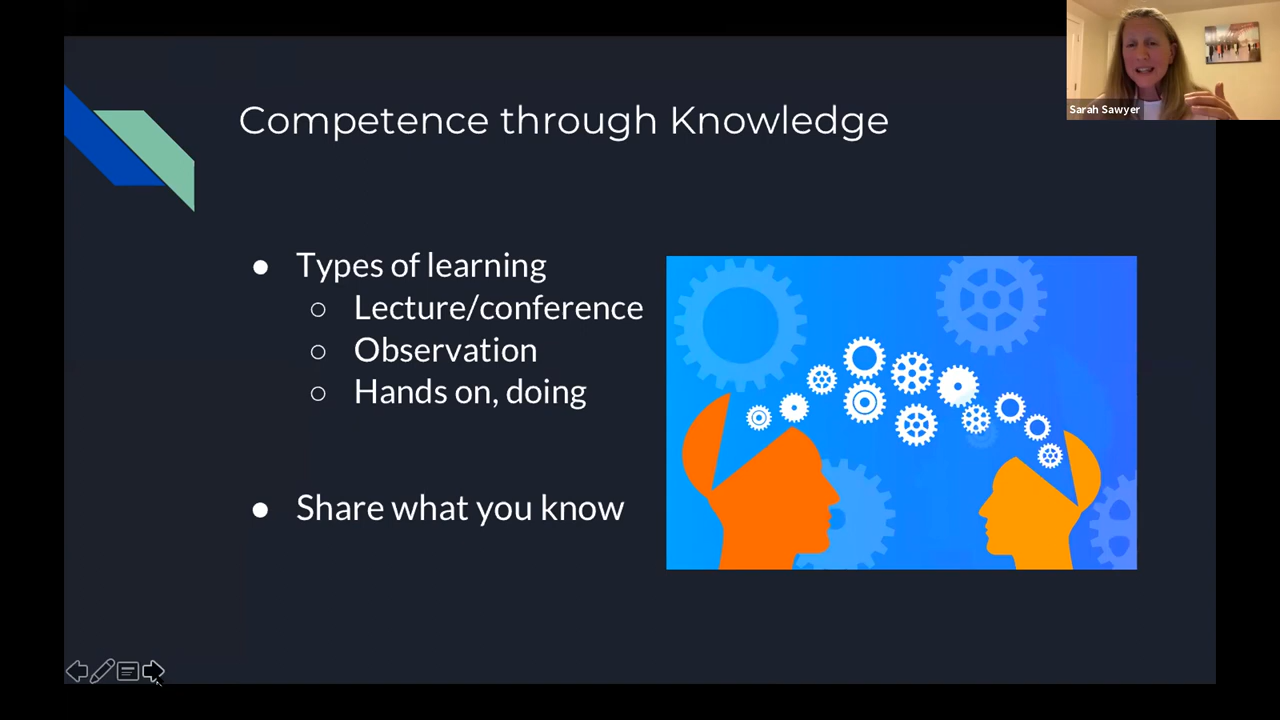 Competence through Knowledge
Sarah Sawyer
● Types of learning
○ Lecture/conference
○ Observation
○ Hands on, doing
● Share what you know